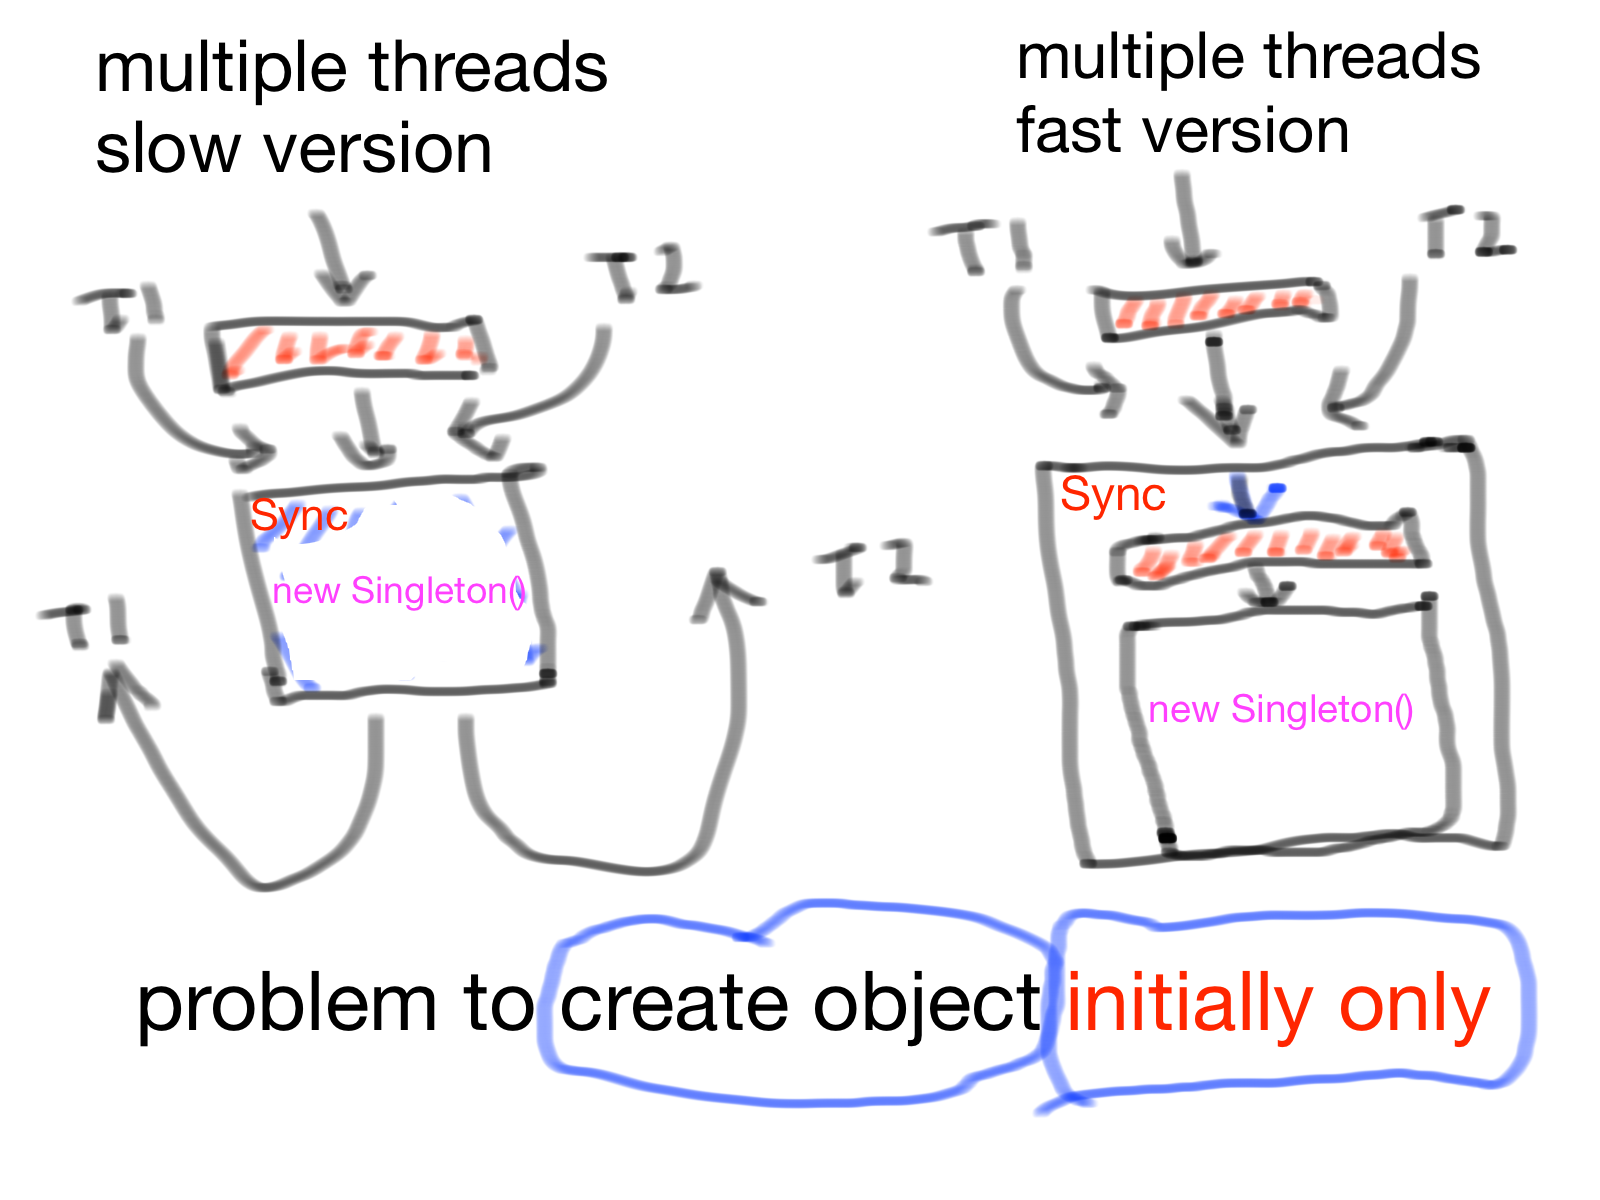 multiple threads
slow version
T1
T2
Sync
new Singleton()
T1
T2
multiple threads
fast version
T1
T2
Sync
new Singleton()
problem to create object initially only